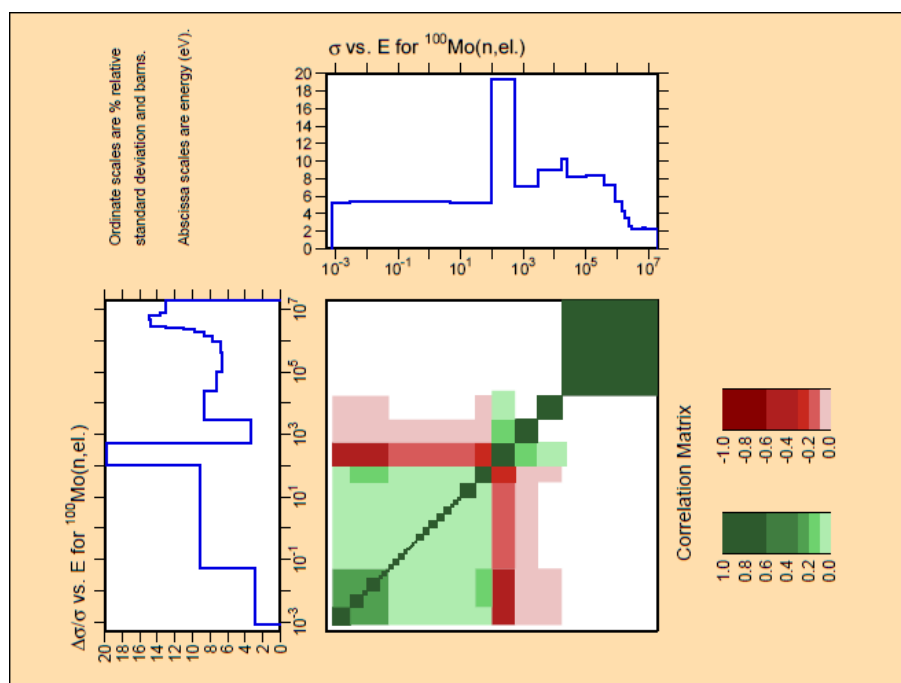 σ vs. E for ¹⁰⁰Mo(n,el.)
Ordinate scales are % relative
standard deviation and barns.
Abscissa scales are energy (eV).
20
18
16
14
12
10
8
6
4
2
0
10⁻³ 10⁻¹ 10¹ 10³ 10⁵ 10⁷
Δσ/σ vs. E for ¹⁰⁰Mo(n,el.)
10⁷
10⁵
10³
10¹
10⁻¹
10⁻³
20 18 16 14 12 10 8 6 4 2 0
Correlation Matrix
-1.0 -0.8 -0.6 -0.4 -0.2 0.0
1.0 0.8 0.6 0.4 0.2 0.0